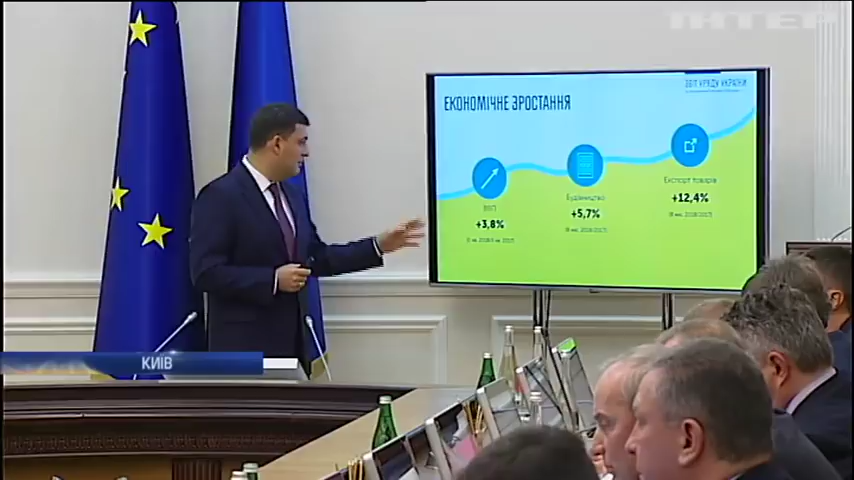 ІНТЕР
ЗВІТ УРЯДУ УКРАЇНИ
ЕКОНОМІЧНЕ ЗРОСТАННЯ
ВВП
+3,8%
Будівництво
+5,7%
Експорт товарів
+12,4%
КИЇВ